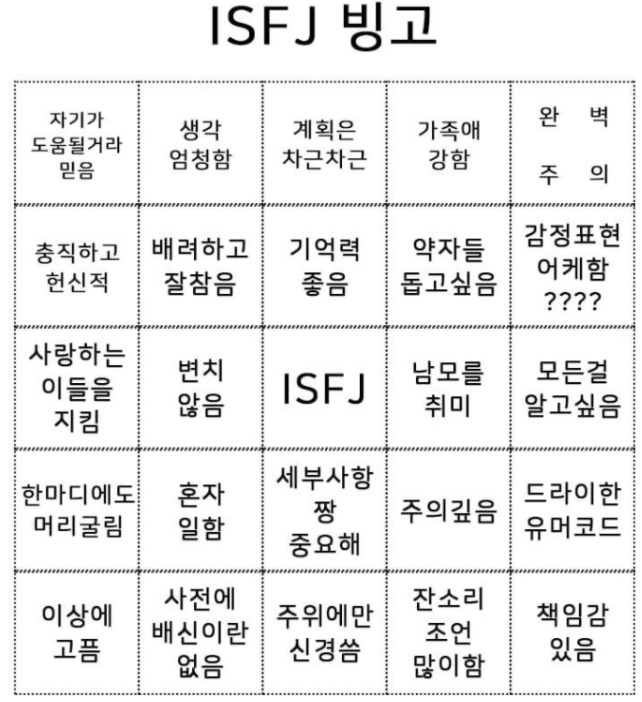 ISFJ 빙고
자기가
도움될거라
믿음
생각
엄청함
계획은
차근차근
가족애
강함
완 벽
주 의
충직하고
헌신적
배려하고
잘참음
기억력
좋음
약자들
돕고싶음
감정표현
어케함
????
사랑하는
이들을
지킴
변치
않음
ISFJ
남모를
취미
모든걸
알고싶음
한마디에도
머리굴림
혼자
일함
세부사항
짱
중요해
주의깊음
드라이한
유머코드
이상에
고픔
사전에
배신이란
없음
주위에만
신경씀
잔소리
조언
많이함
책임감
있음